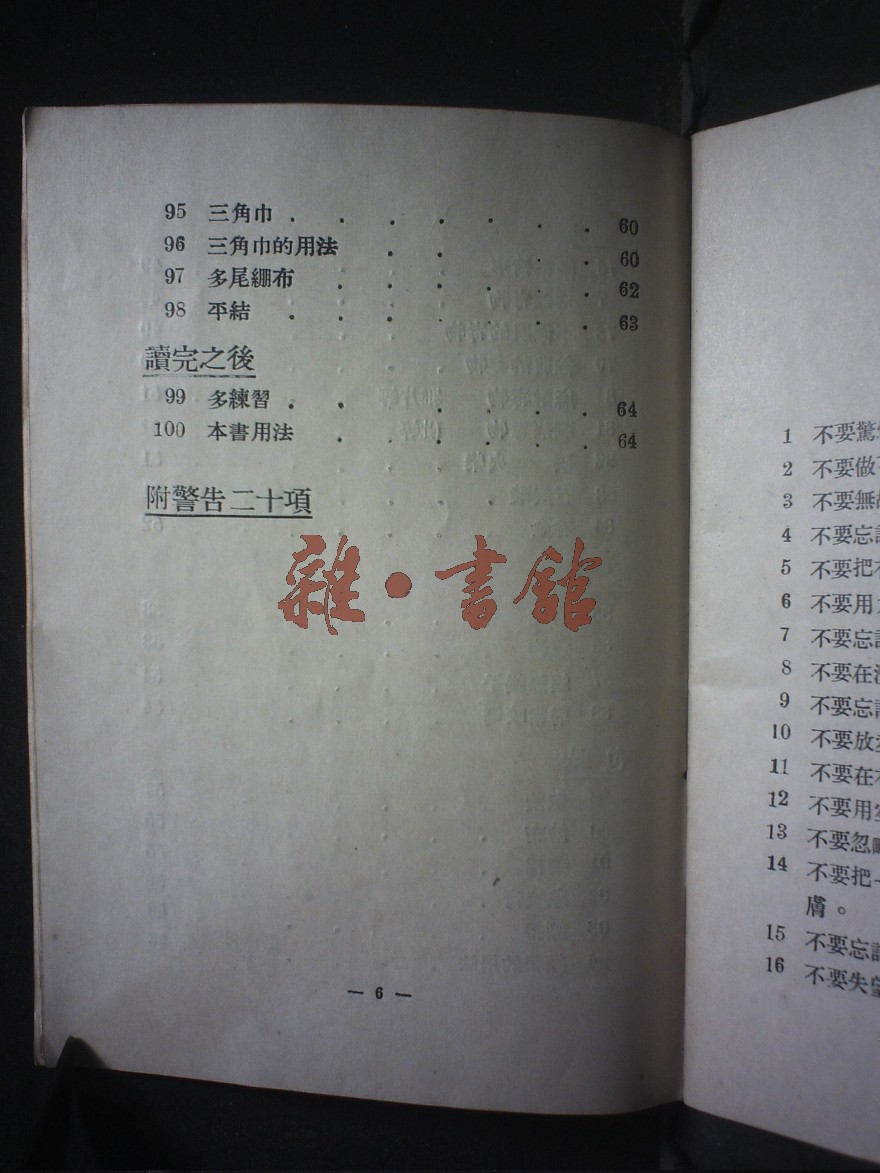 95 三角巾 . . . . . . . 60
96 三角巾的用法 . . . . 60
97 多尾綳布 . . . . . . 62
98 平結 . . . . . . . 63
讀完之後
99 多練習 . . . . . . . 64
100 本書用法 . . . . . . 64
附警告二十項
雜·書館
— 6 —
1 不要驚
2 不要做
3 不要無
4 不要忘
5 不要把
6 不要用
7 不要忘
8 不要在
9 不要忘
10 不要放
11 不要在
12 不要用
13 不要忽
14 不要把
膚。
15 不要忘
16 不要失望